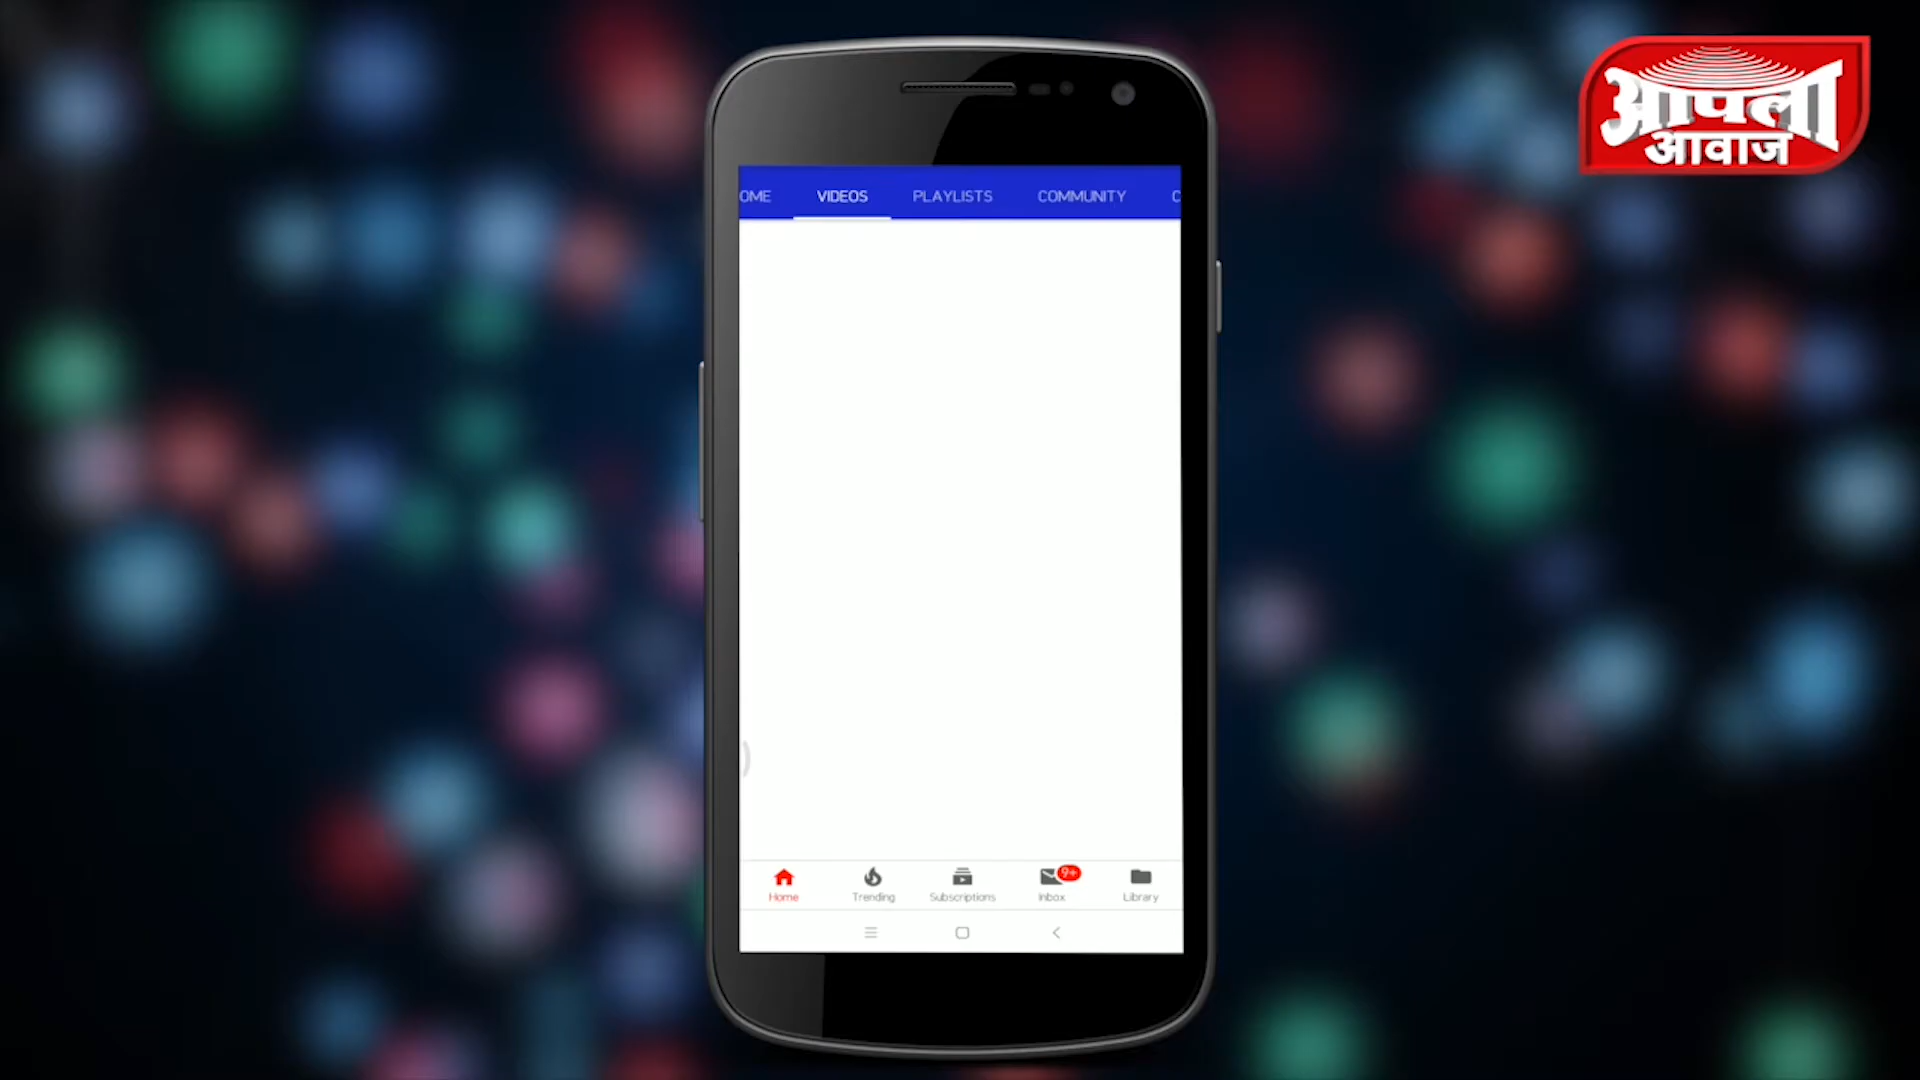 आपला
आवाज
OME VIDEOS PLAYLISTS COMMUNITY C
9+
Home Trending Subscriptions Inbox Library